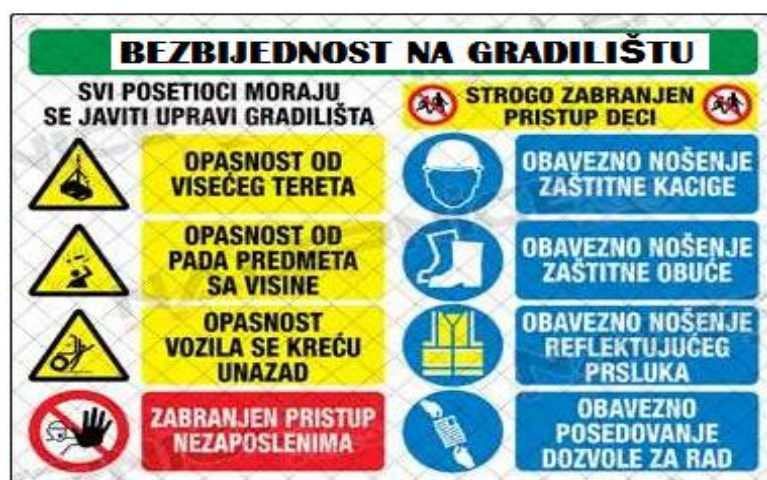 BEZBIJEDNOST NA GRADILIŠTU
SVI POSETIOCI MORAJU
SE JAVITI UPRAVI GRADILIŠTA
STROGO ZABRANJEN
PRISTUP DECI
OPASNOST OD
VISEĆEG TERETA
OBAVEZNO NOŠENJE
ZAŠTITNE KACIGE
OPASNOST OD
PADA PREDMETA
SA VISINE
OBAVEZNO NOŠENJE
ZAŠTITNE OBUĆE
OPASNOST
VOZILA SE KREĆU
UNAZAD
OBAVEZNO NOŠENJE
REFLEKTUJUĆEG
PRSLUKA
ZABRANJEN PRISTUP
NEZAPOSLENIMA
OBAVEZNO
POSEDOVANJE
DOZVOLE ZA RAD